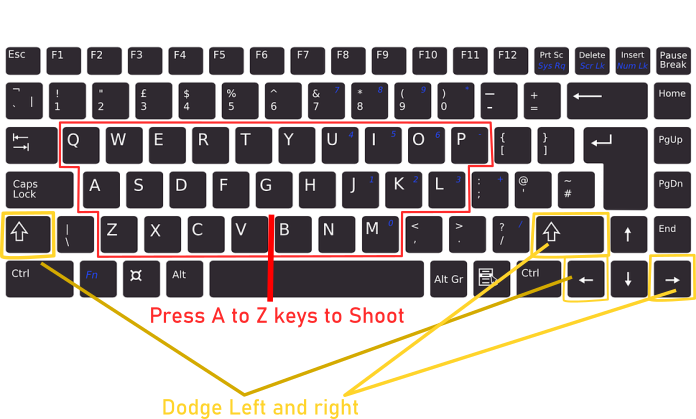 Esc F1 F2 F3 F4 F5 F6 F7 F8 F9 F10 F11 F12 Prt Sc Sys Rq Delete Scr Lk Insert Num Lk Pause Break
¬ ` | ! 1 " 2 £ 3 $ 4 % 5 ^ 6 & 7 7 * 8 8 ( 9 9 ) 0 * — - + = Home
Q W E R T Y U 4 I 5 O 6 P - { [ } ] PgUp
Caps Lock A S D F G H J 1 K 2 L 3 : ; + @ ' ~ # PgDn
| \ Z X C V B N M 0 < , > . ? / / End
Ctrl Fn Alt Alt Gr Ctrl
Press A to Z keys to Shoot
Dodge Left and right